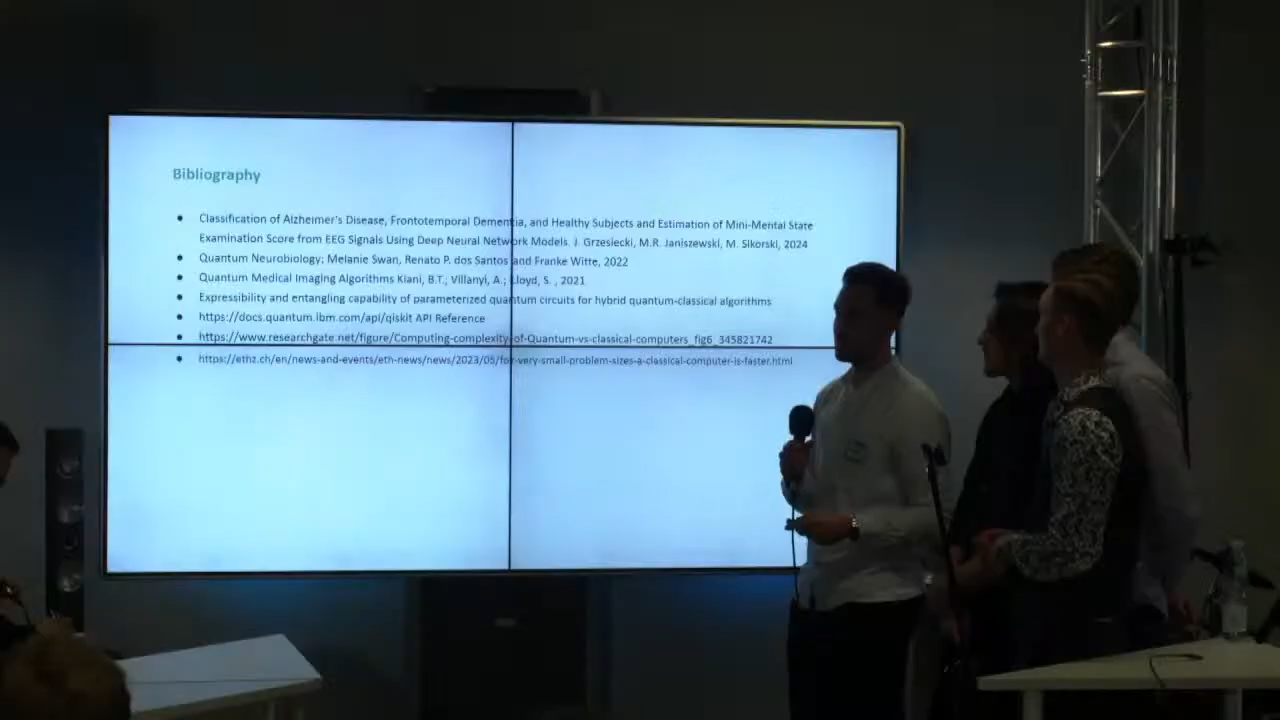 Bibliography
• Classification of Alzheimer's Disease, Frontotemporal Dementia, and Healthy Subjects and Estimation of Mini-Mental State
Examination Score from EEG Signals Using Deep Neural Network Models. J. Grzesiecki, M.R. Janiszewski, M. Sikorski, 2024
• Quantum Neurobiology; Melanie Swan, Renato P. dos Santos and Franke Witte, 2022
• Quantum Medical Imaging Algorithms Kiani, B.T.; Villanyi, A.; Lloyd, S. , 2021
• Expressibility and entangling capability of parameterized quantum circuits for hybrid quantum-classical algorithms
• https://docs.quantum.ibm.com/api/qiskit API Reference
• https://www.researchgate.net/figure/Computing-complexity-of-Quantum-vs-classical-computers_fig6_345821742
• https://ethz.ch/en/news-and-events/eth-news/news/2023/05/for-very-small-problem-sizes-a-classical-computer-is-faster.html